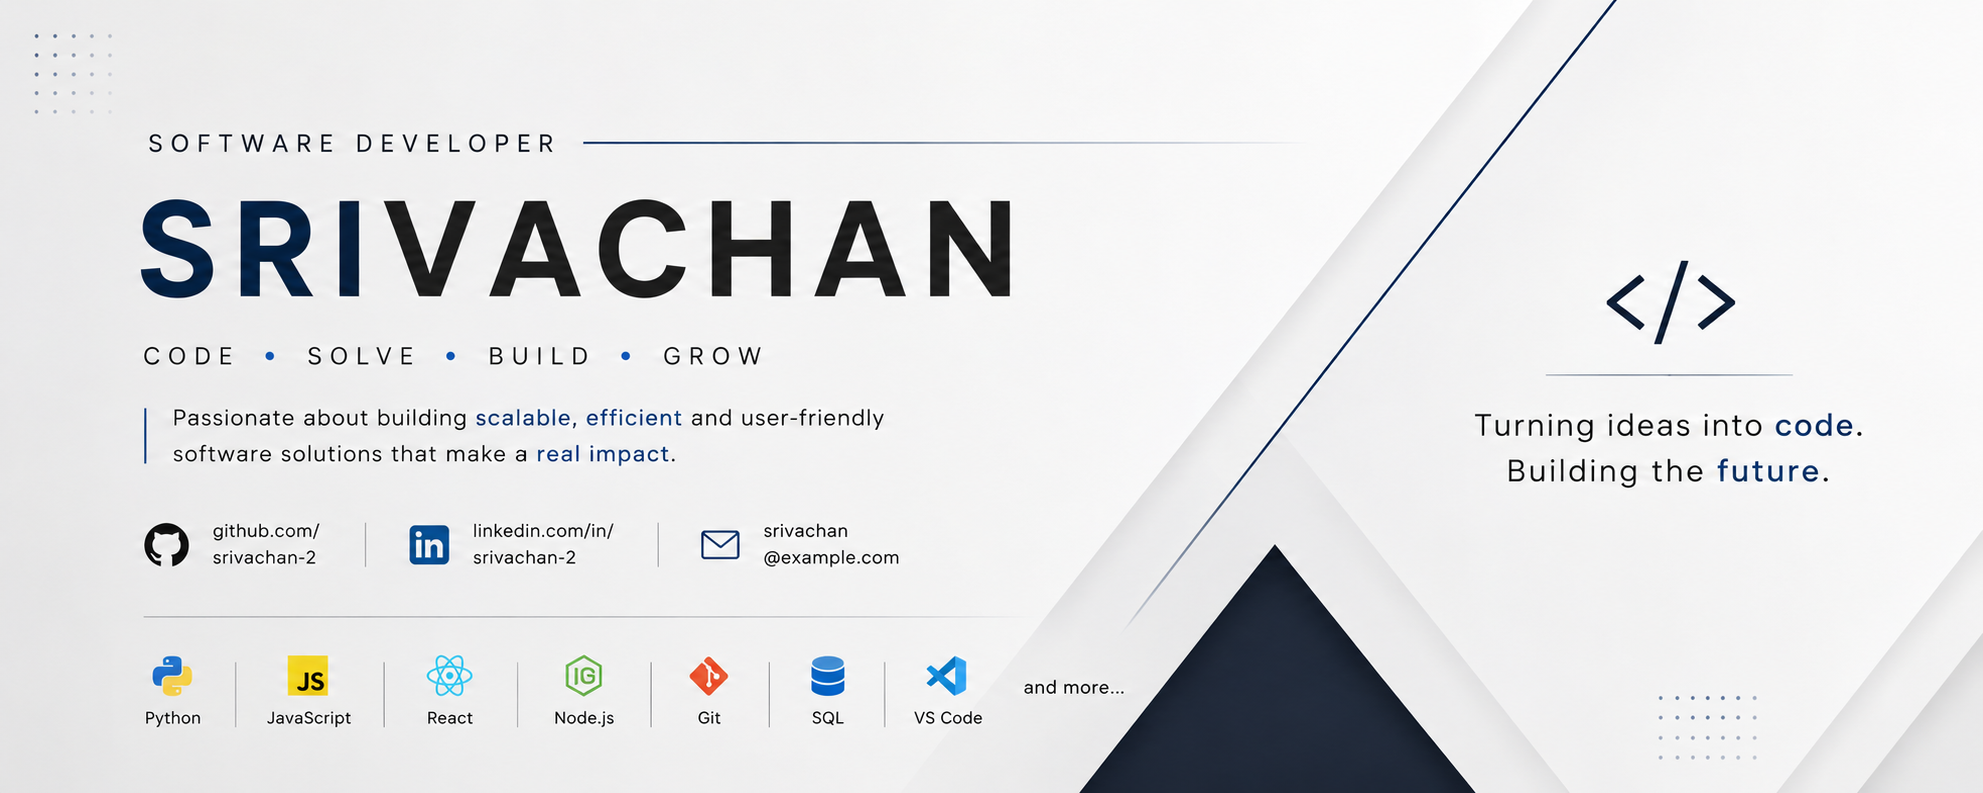 SOFTWARE DEVELOPER
SRIVACHAN
CODE • SOLVE • BUILD • GROW
Passionate about building scalable, efficient and user-friendly
software solutions that make a real impact.
github.com/
srivachan-2
in
linkedin.com/in/
srivachan-2
srivachan
@example.com
JS
IG
Python
JavaScript
React
Node.js
Git
SQL
VS Code
and more...
</>
Turning ideas into code.
Building the future.